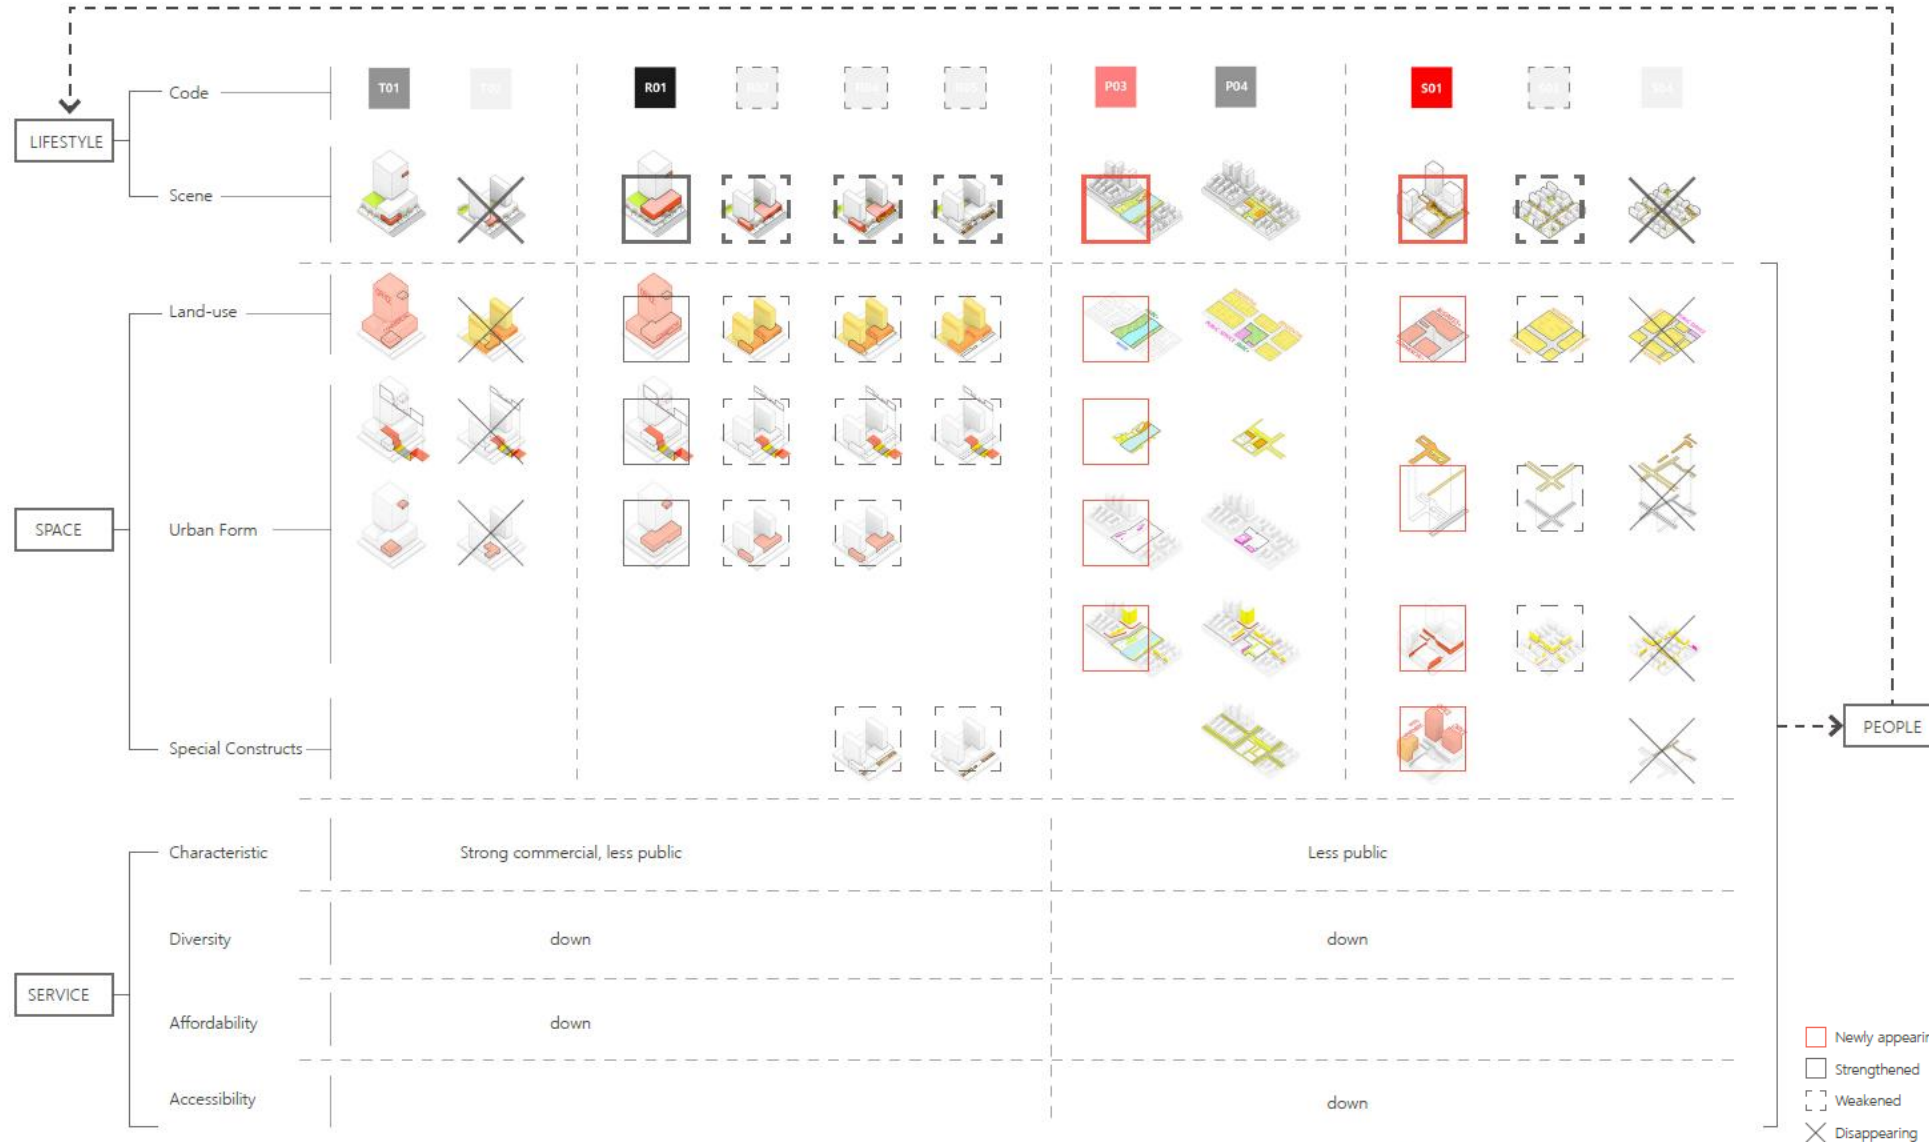 Code
T01
R01
P03
P04
S01
LIFESTYLE
Scene
Land-use
SPACE
Urban Form
Special Constructs
PEOPLE
Characteristic
Strong commercial, less public
Less public
Diversity
down
down
SERVICE
Affordability
down
Accessibility
down
Newly appearin
Strengthened
Weakened
Disappearing